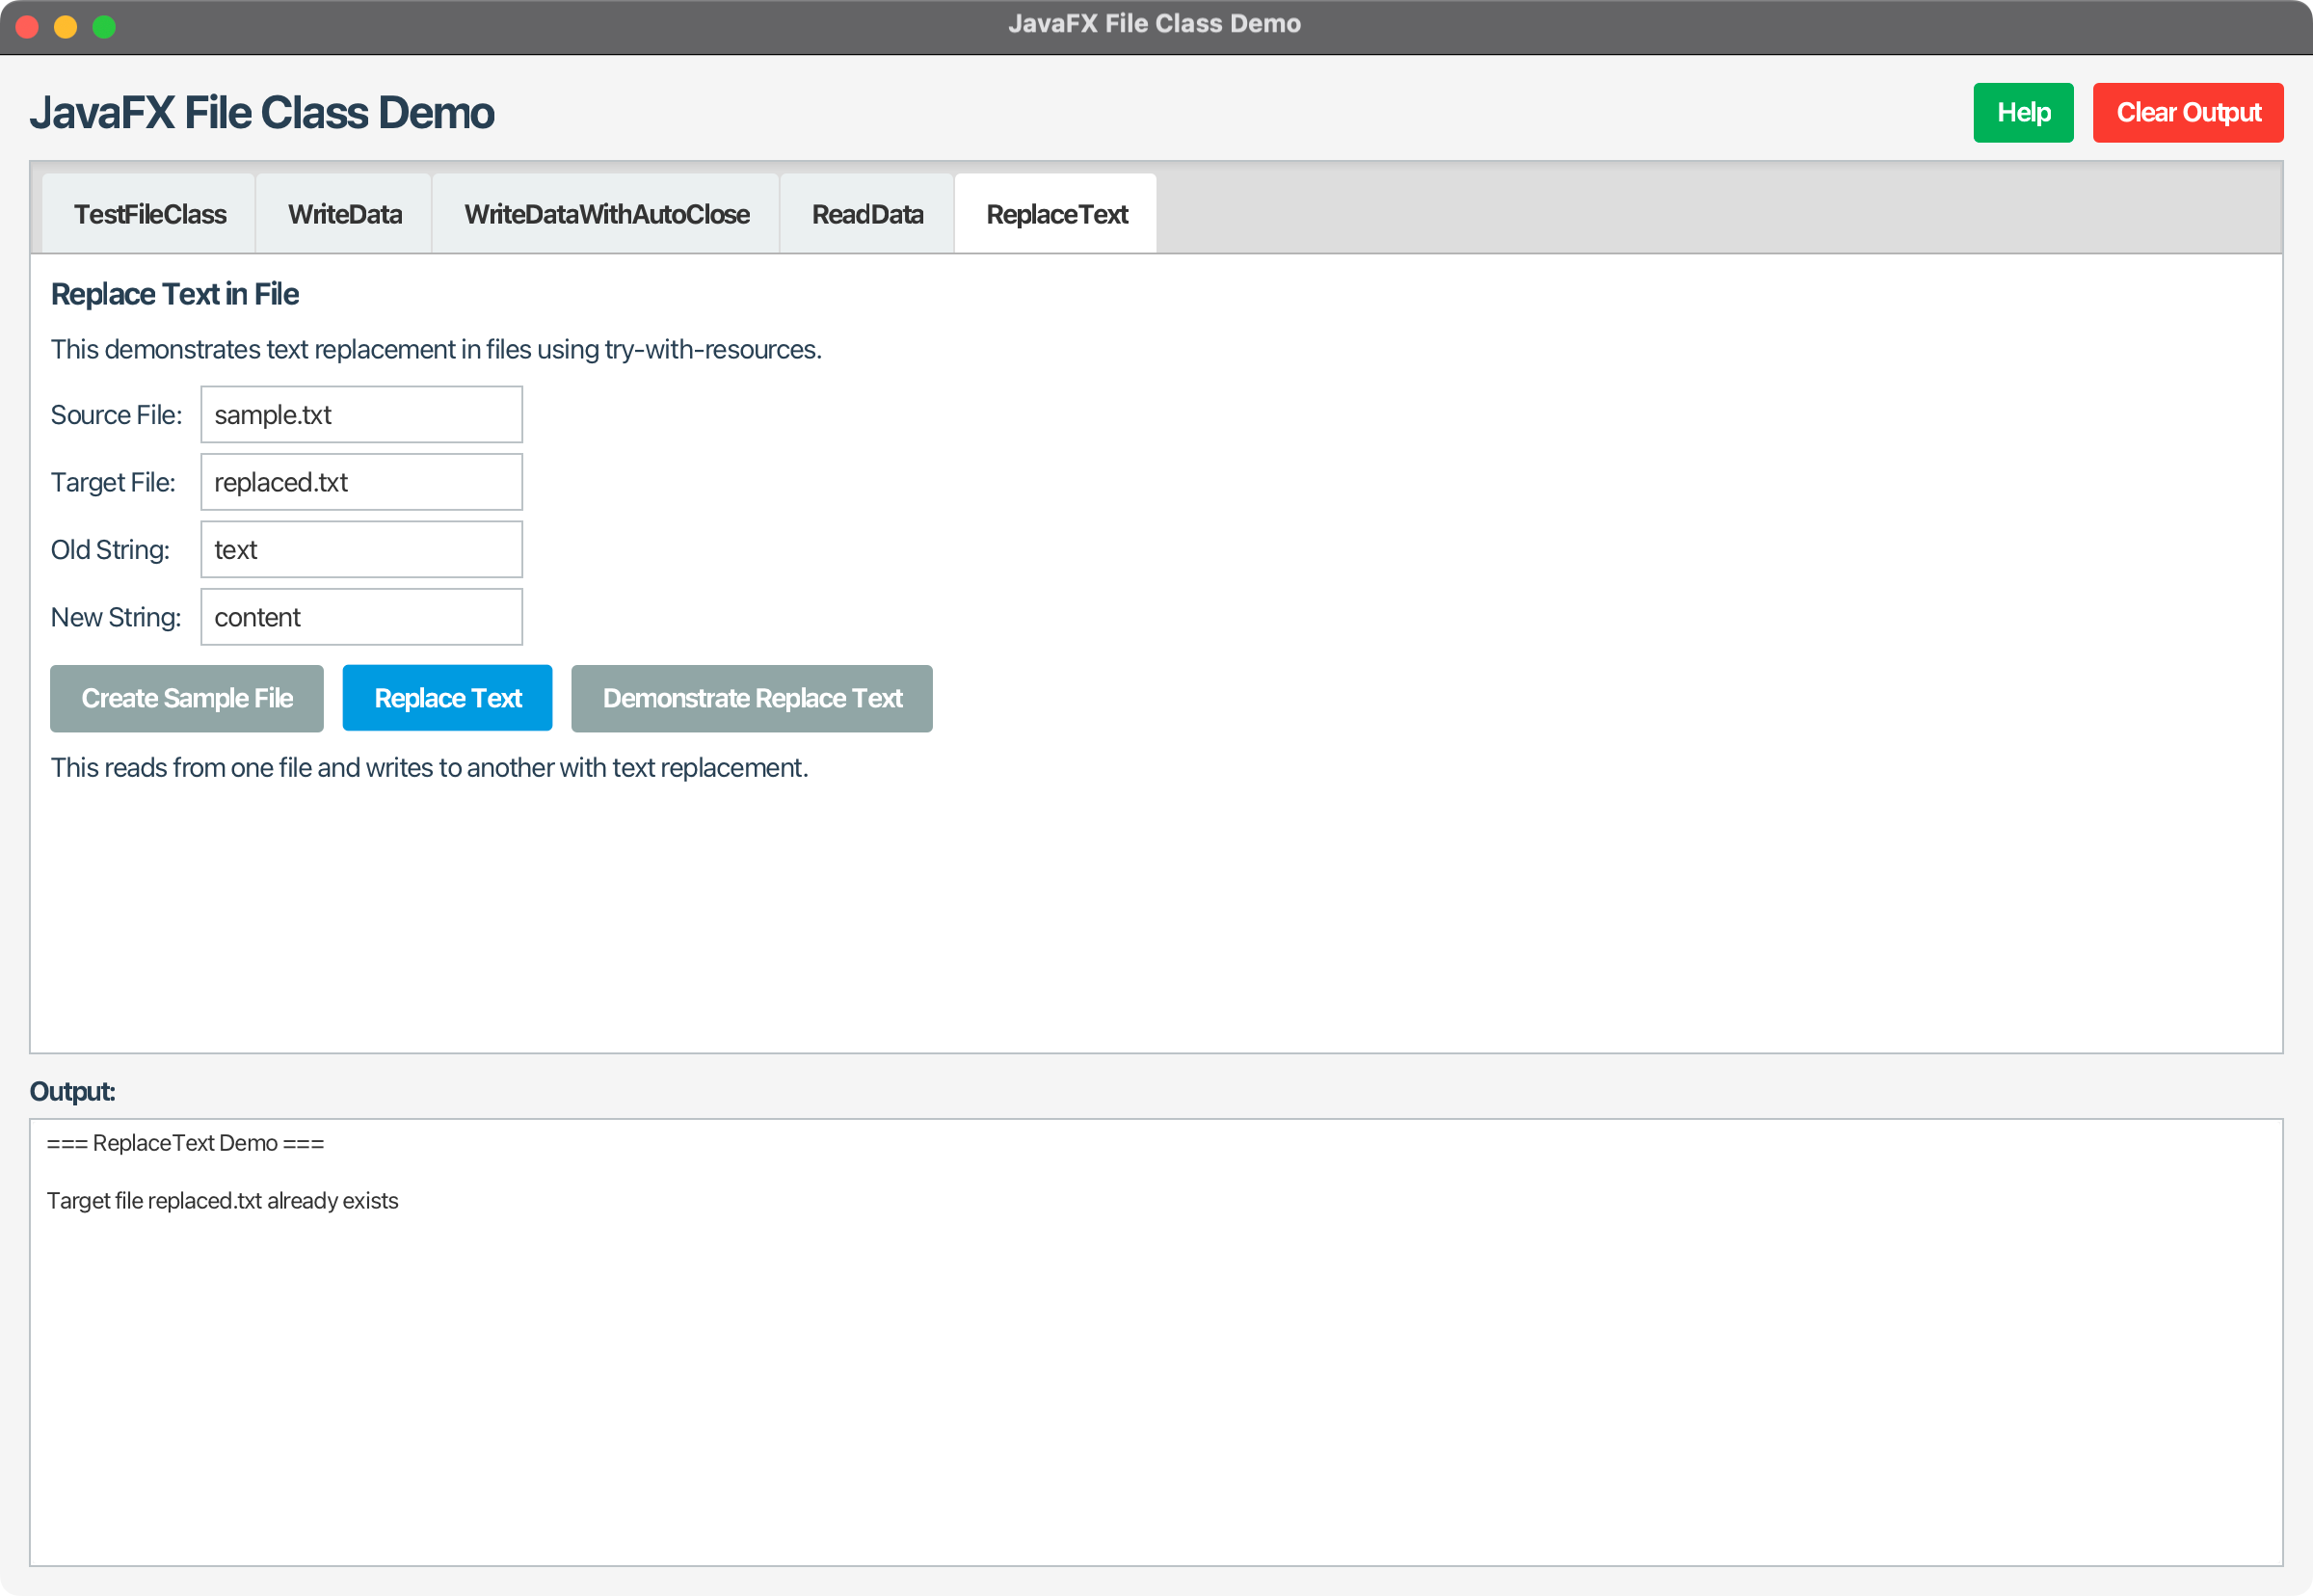 JavaFX File Class Demo
JavaFX File Class Demo
Help
Clear Output
TestFileClass
WriteData
WriteDataWithAutoClose
ReadData
ReplaceText
Replace Text in File
This demonstrates text replacement in files using try-with-resources.
Source File: sample.txt
Target File: replaced.txt
Old String: text
New String: content
Create Sample File
Replace Text
Demonstrate Replace Text
This reads from one file and writes to another with text replacement.
Output:
=== ReplaceText Demo ===
Target file replaced.txt already exists